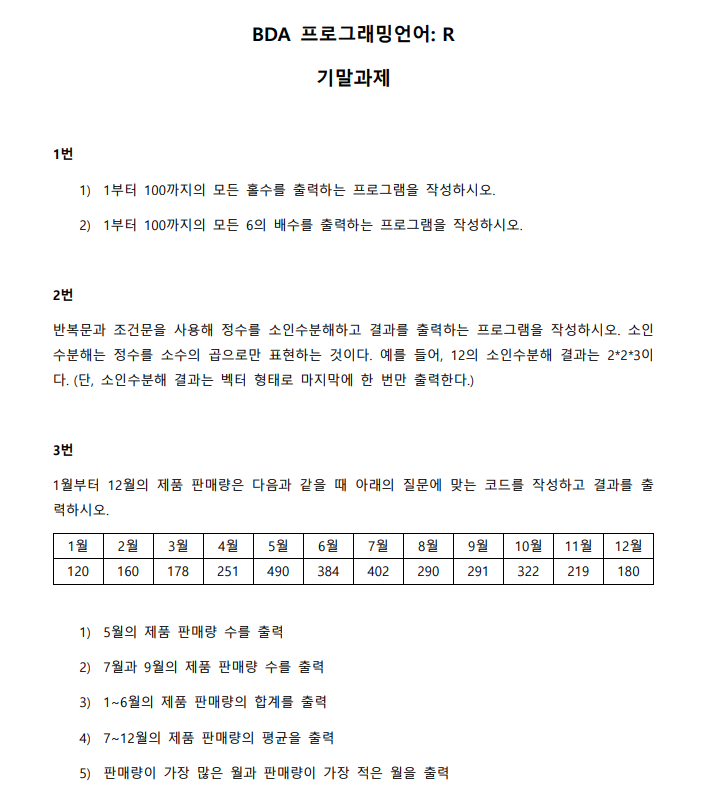 BDA 프로그래밍언어: R
기말과제
1번
1) 1부터 100까지의 모든 홀수를 출력하는 프로그램을 작성하시오.
2) 1부터 100까지의 모든 6의 배수를 출력하는 프로그램을 작성하시오.
2번
반복문과 조건문을 사용해 정수를 소인수분해하고 결과를 출력하는 프로그램을 작성하시오. 소인
수분해는 정수를 소수의 곱으로만 표현하는 것이다. 예를 들어, 12의 소인수분해 결과는 2*2*3이
다. (단, 소인수분해 결과는 벡터 형태로 마지막에 한 번만 출력한다.)
3번
1월부터 12월의 제품 판매량은 다음과 같을 때 아래의 질문에 맞는 코드를 작성하고 결과를 출
력하시오.
1월 2월 3월 4월 5월 6월 7월 8월 9월 10월 11월 12월
120 160 178 251 490 384 402 290 291 322 219 180
1) 5월의 제품 판매량 수를 출력
2) 7월과 9월의 제품 판매량 수를 출력
3) 1~6월의 제품 판매량의 합계를 출력
4) 7~12월의 제품 판매량의 평균을 출력
5) 판매량이 가장 많은 월과 판매량이 가장 적은 월을 출력